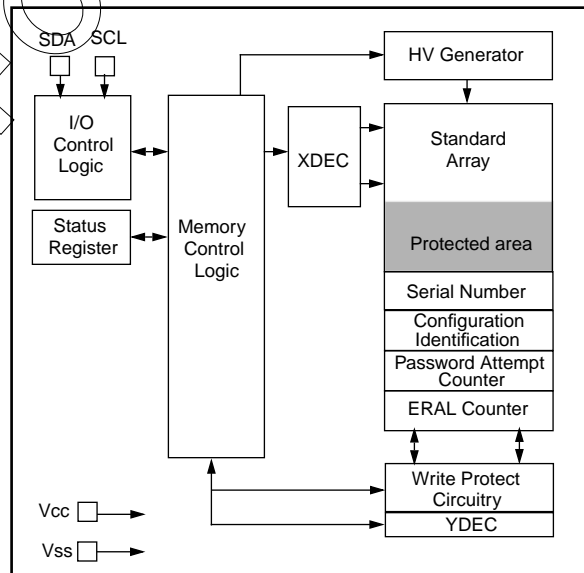 SDA SCL
HV Generator
I/O
Control
Logic
XDEC
Standard
Array
Status
Register
Memory
Control
Logic
Protected area
Serial Number
Configuration
Identification
Password Attempt
Counter
ERAL Counter
Write Protect
Circuitry
YDEC
Vcc
Vss